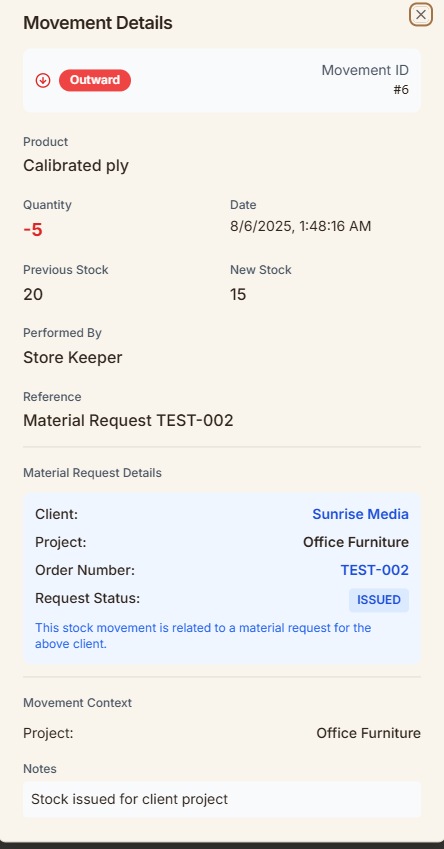 Movement Details
Outward
Movement ID
#6
Product
Calibrated ply
Quantity
Date
-5
8/6/2025, 1:48:16 AM
Previous Stock
New Stock
20
15
Performed By
Store Keeper
Reference
Material Request TEST-002
Material Request Details
Client: Sunrise Media
Project: Office Furniture
Order Number: TEST-002
Request Status: ISSUED
This stock movement is related to a material request for the
above client.
Movement Context
Project: Office Furniture
Notes
Stock issued for client project